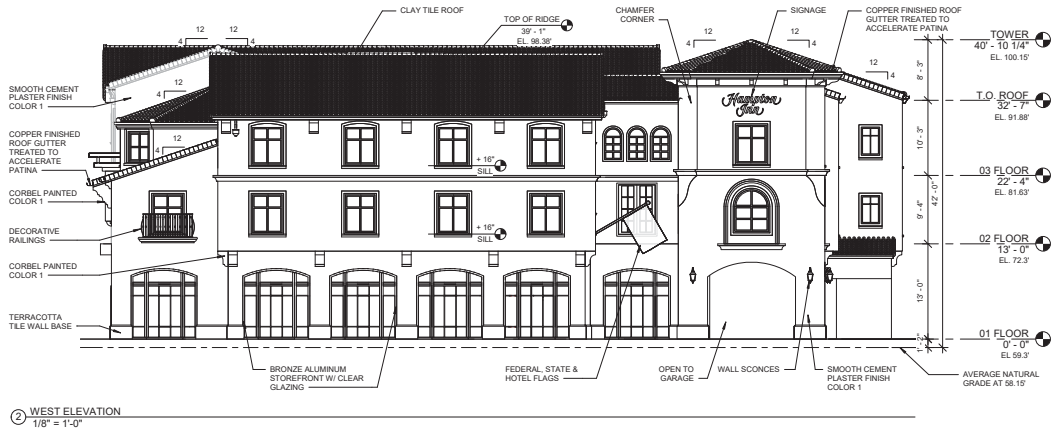 12
12
4
4
CLAY TILE ROOF
TOP OF RIDGE
39' - 1"
EL. 98.38'
CHAMFER
CORNER
SIGNAGE
12
12
4
4
COPPER FINISHED ROOF
GUTTER TREATED TO
ACCELERATE PATINA
12
4
TOWER
40' - 10 1/4"
EL. 100.15'
8' - 3"
SMOOTH CEMENT
PLASTER FINISH
COLOR 1
12
4
Hampton
Inn
T.O. ROOF
32' - 7"
EL. 91.88'
COPPER FINISHED
ROOF GUTTER
TREATED TO
ACCELERATE
PATINA
12
4
10' - 3"
+ 16"
SILL
03 FLOOR
22' - 4"
EL. 81.63'
CORBEL PAINTED
COLOR 1
9' - 4"
42' - 0"
DECORATIVE
RAILINGS
+ 16"
SILL
02 FLOOR
13' - 0"
EL. 72.3'
CORBEL PAINTED
COLOR 1
13' - 0"
TERRACOTTA
TILE WALL BASE
01 FLOOR
0' - 0"
EL 59.3'
1' - 2"
BRONZE ALUMINUM
STOREFRONT W/ CLEAR
GLAZING
FEDERAL, STATE &
HOTEL FLAGS
OPEN TO
GARAGE
WALL SCONCES
SMOOTH CEMENT
PLASTER FINISH
COLOR 1
AVERAGE NATURAL
GRADE AT 58.15'
2
WEST ELEVATION
1/8" = 1'-0"